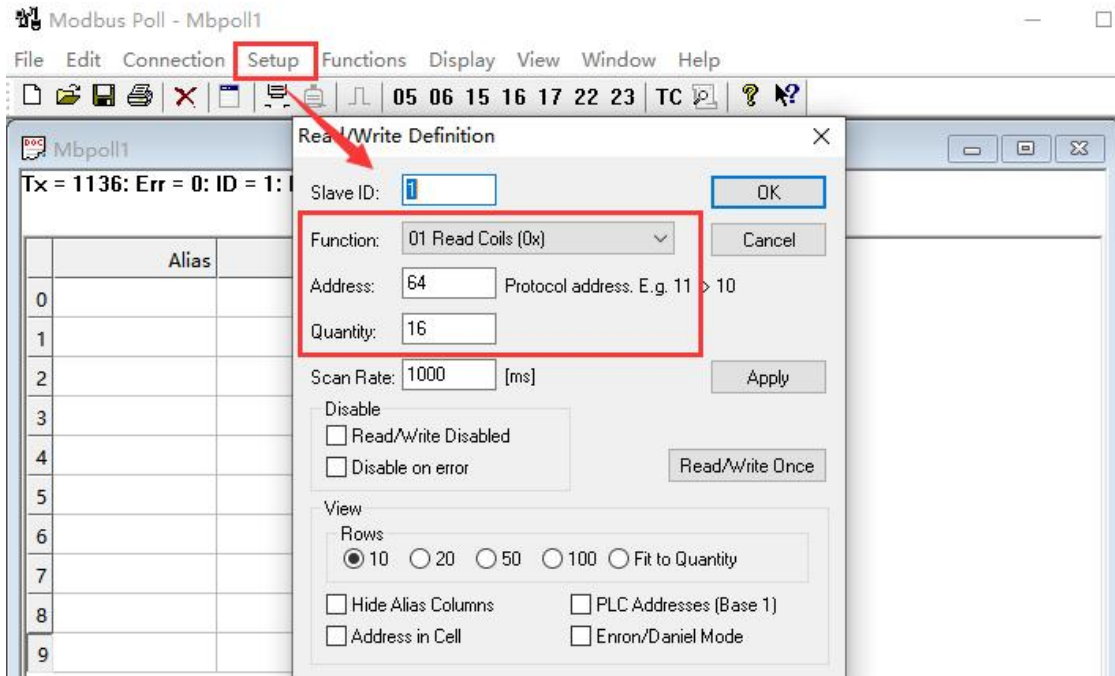 Modbus Poll - Mbpoll1
File Edit Connection Setup Functions Display View Window Help
05 06 15 16 17 22 23 TC
Mbpoll1
Tx = 1136: Err = 0: ID = 1:
Alias
0
1
2
3
4
5
6
7
8
9
Read/Write Definition
Slave ID: 1
OK
Function: 01 Read Coils (0x)
Cancel
Address: 64 Protocol address. E.g. 11 > 10
Quantity: 16
Scan Rate: 1000 [ms]
Apply
Disable
Read/Write Disabled
Disable on error
Read/Write Once
View
Rows
10 20 50 100 Fit to Quantity
Hide Alias Columns PLC Addresses (Base 1)
Address in Cell Enron/Daniel Mode